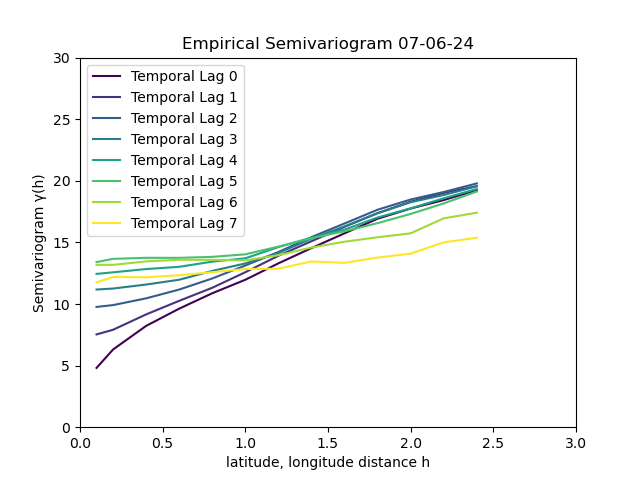 Empirical Semivariogram 07-06-24
Semivariogram γ(h)
30
25
20
15
10
5
0
Temporal Lag 0
Temporal Lag 1
Temporal Lag 2
Temporal Lag 3
Temporal Lag 4
Temporal Lag 5
Temporal Lag 6
Temporal Lag 7
0.0 0.5 1.0 1.5 2.0 2.5 3.0
latitude, longitude distance h